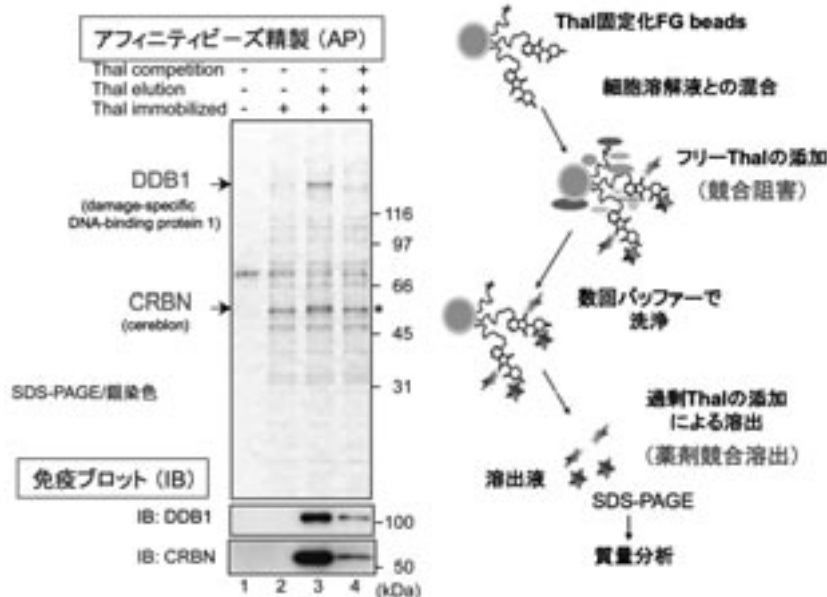 アフィニティビーズ精製 (AP)
Thal competition - - - +
Thal elution - - + +
Thal immobilized - + + +
DDB1
(damage-specific
DNA-binding protein 1)
116
97
66
CRBN
(cereblon)
*
45
31
SDS-PAGE/銀染色
免疫ブロット (IB)
IB: DDB1
100
IB: CRBN
50
1 2 3 4 (kDa)
Thal固定化FG beads
細胞溶解液との混合
フリーThalの添加
(競合阻害)
数回バッファーで
洗浄
過剰Thalの添加
による溶出
(薬剤競合溶出)
溶出液
SDS-PAGE
質量分析